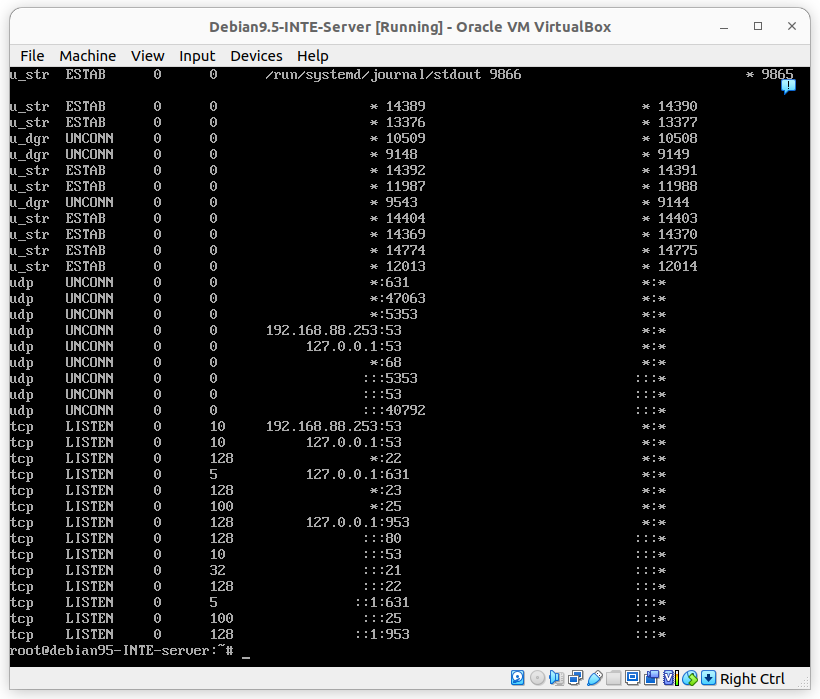 Debian9.5-INTE-Server [Running] - Oracle VM VirtualBox
File Machine View Input Devices Help
u_str ESTAB 0 0 /run/systemd/journal/stdout 9866 * 9865
u_str ESTAB 0 0 * 14389 * 14390
u_str ESTAB 0 0 * 13376 * 13377
u_dgr UNCONN 0 0 * 10509 * 10508
u_dgr UNCONN 0 0 * 9148 * 9149
u_str ESTAB 0 0 * 14392 * 14391
u_str ESTAB 0 0 * 11987 * 11988
u_dgr UNCONN 0 0 * 9543 * 9144
u_str ESTAB 0 0 * 14404 * 14403
u_str ESTAB 0 0 * 14369 * 14370
u_str ESTAB 0 0 * 14774 * 14775
u_str ESTAB 0 0 * 12013 * 12014
udp UNCONN 0 0 *:631 *:*
udp UNCONN 0 0 *:47063 *:*
udp UNCONN 0 0 *:5353 *:*
udp UNCONN 0 0 192.168.88.253:53 *:*
udp UNCONN 0 0 127.0.0.1:53 *:*
udp UNCONN 0 0 *:68 *:*
udp UNCONN 0 0 :::5353 :::*
udp UNCONN 0 0 :::53 :::*
udp UNCONN 0 0 :::40792 :::*
tcp LISTEN 0 10 192.168.88.253:53 *:*
tcp LISTEN 0 10 127.0.0.1:53 *:*
tcp LISTEN 0 128 *:22 *:*
tcp LISTEN 0 5 127.0.0.1:631 *:*
tcp LISTEN 0 128 *:23 *:*
tcp LISTEN 0 100 *:25 *:*
tcp LISTEN 0 128 127.0.0.1:953 *:*
tcp LISTEN 0 128 :::80 :::*
tcp LISTEN 0 10 :::53 :::*
tcp LISTEN 0 32 :::21 :::*
tcp LISTEN 0 128 :::22 :::*
tcp LISTEN 0 5 ::1:631 :::*
tcp LISTEN 0 100 :::25 :::*
tcp LISTEN 0 128 ::1:953 :::*
root@debian95-INTE-server:~# _
Right Ctrl